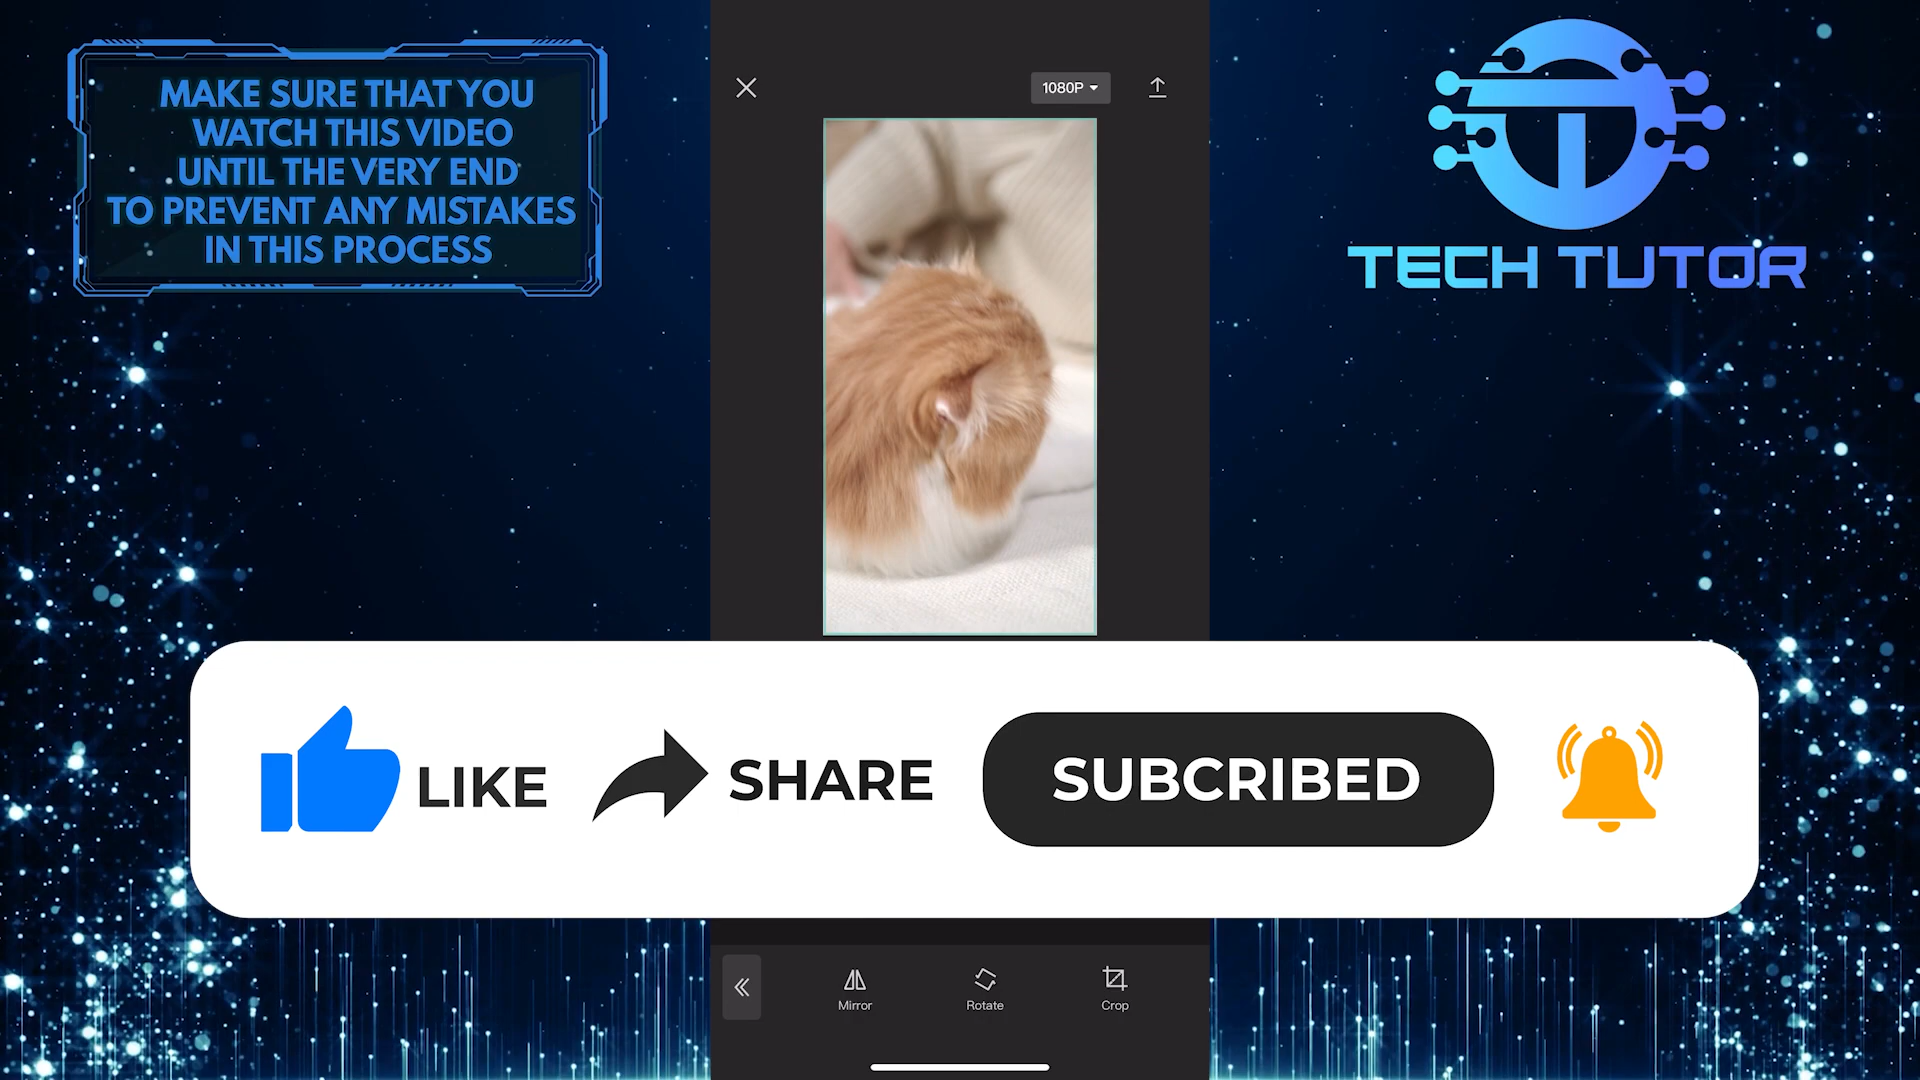 MAKE SURE THAT YOU
WATCH THIS VIDEO
UNTIL THE VERY END
TO PREVENT ANY MISTAKES
IN THIS PROCESS
1080P
TECH TUTOR
LIKE
SHARE
SUBCRIBED
Mirror
Rotate
Crop